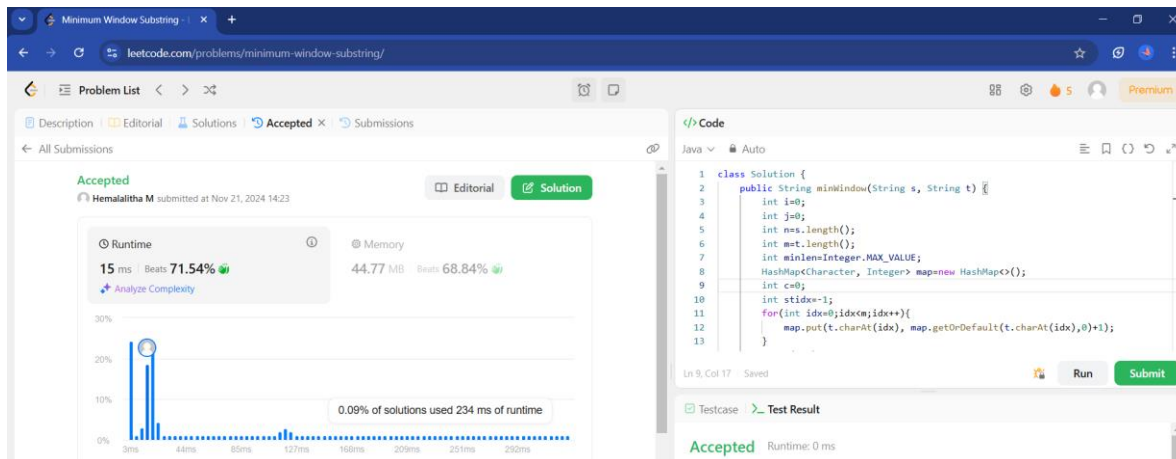 Minimum Window Substring - L
leetcode.com/problems/minimum-window-substring/
Problem List
5
Premium
Description
Editorial
Solutions
Accepted
Submissions
All Submissions
Accepted
Hemalalitha M submitted at Nov 21, 2024 14:23
Editorial
Solution
Runtime
15 ms Beats 71.54%
Analyze Complexity
Memory
44.77 MB Beats 68.84%
30%
20%
10%
0%
0.09% of solutions used 234 ms of runtime
3ms 44ms 85ms 127ms 168ms 209ms 251ms 292ms
</> Code
Java Auto
1 class Solution {
2 public String minWindow(String s, String t) {
3 int i=0;
4 int j=0;
5 int n=s.length();
6 int m=t.length();
7 int minlen=Integer.MAX_VALUE;
8 HashMap<Character, Integer> map=new HashMap<>();
9 int c=0;
10 int stidx=-1;
11 for(int idx=0;idx<m;idx++){
12 map.put(t.charAt(idx), map.getOrDefault(t.charAt(idx),0)+1);
13 }
Ln 9, Col 17 Saved
Run
Submit
Testcase
>_ Test Result
Accepted Runtime: 0 ms